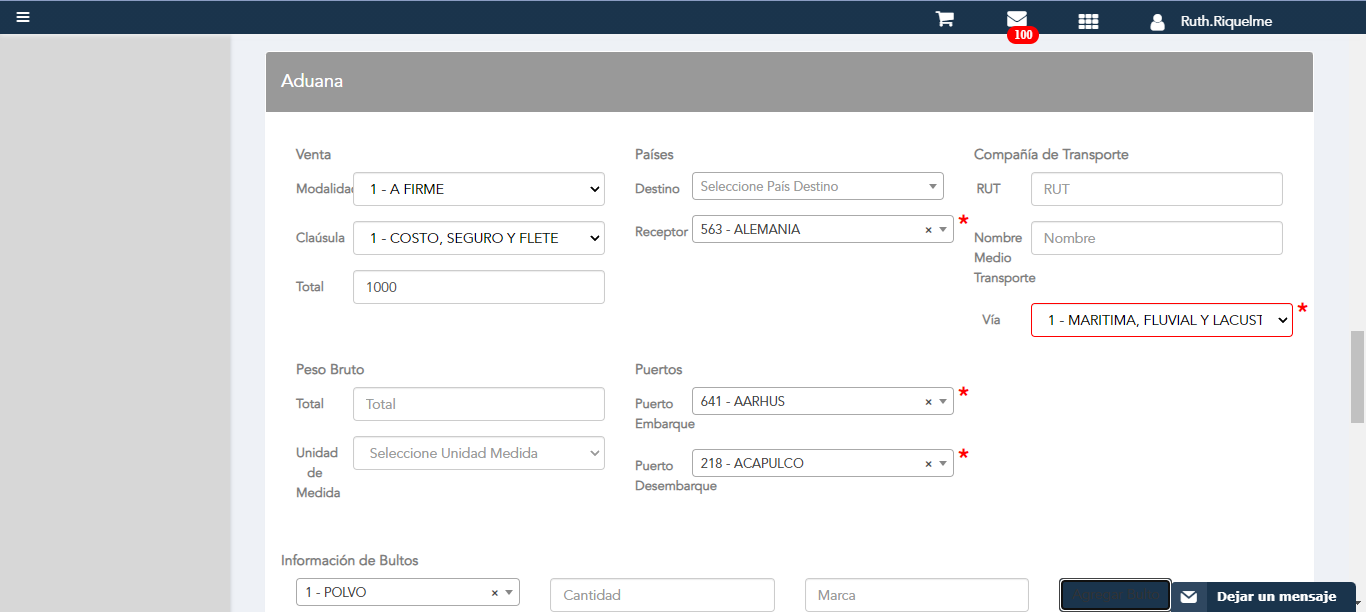 Ruth.Riquelme
100
Aduana
Venta
Países
Compañía de Transporte
Modalidad
1 - A FIRME
Destino
Seleccione País Destino
RUT
RUT
Claúsula
1 - COSTO, SEGURO Y FLETE
Receptor
563 - ALEMANIA × *
Nombre Medio Transporte
Nombre
Total
1000
Vía
1 - MARITIMA, FLUVIAL Y LACUST *
Peso Bruto
Puertos
Total
Total
Puerto Embarque
641 - AARHUS × *
Unidad de Medida
Seleccione Unidad Medida
Puerto Desembarque
218 - ACAPULCO × *
Información de Bultos
1 - POLVO ×
Cantidad
Marca
Dejar un mensaje